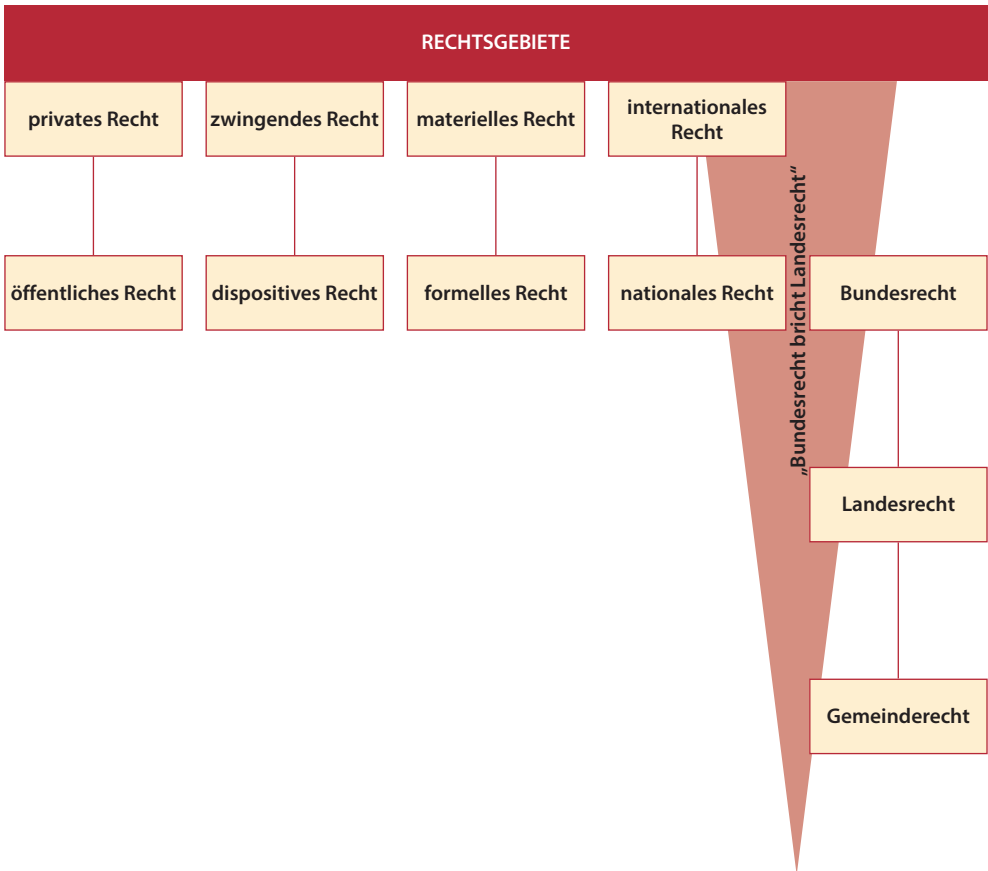 RECHTSGEBIETE
privates Recht
zwingendes Recht
materielles Recht
internationales
Recht
öffentliches Recht
dispositives Recht
formelles Recht
nationales Recht
„Bundesrecht bricht Landesrecht“
Bundesrecht
Landesrecht
Gemeinderecht